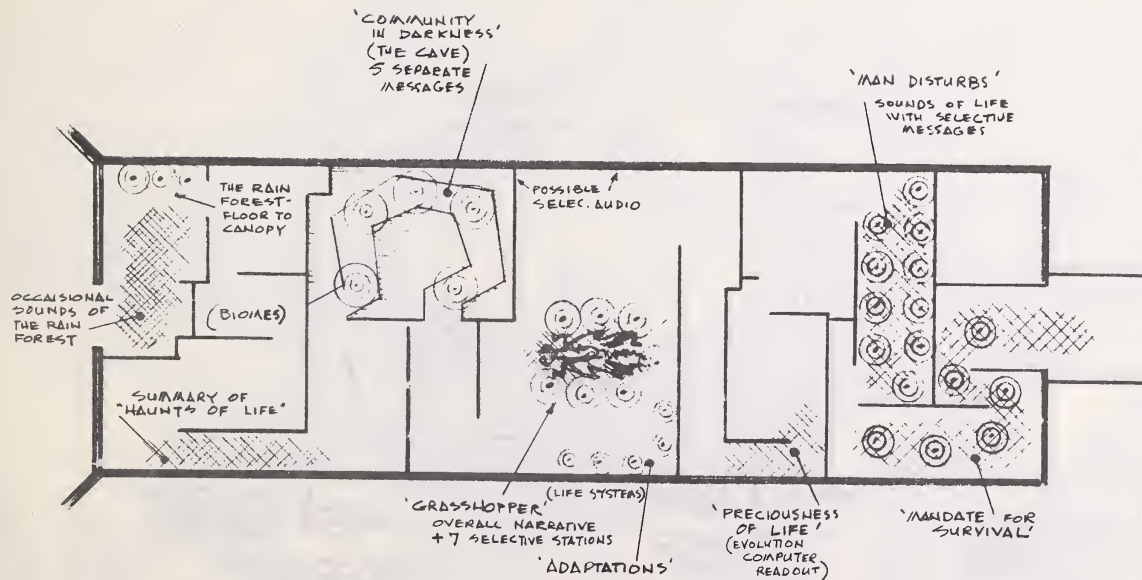 'COMMUNITY
IN DARKNESS'
(THE CAVE)
5 SEPARATE
MESSAGES
'MAN DISTURBS'
SOUNDS OF LIFE
WITH SELECTIVE
MESSAGES
THE RAIN
FOREST-
FLOOR TO
CANOPY
POSSIBLE
SELEC. AUDIO
OCCAISIONAL
SOUNDS OF
THE RAIN
FOREST
(BIOMES)
SUMMARY OF
"HAUNTS OF LIFE"
(LIFE SYSTEMS)
'GRASSHOPPER'
OVERALL NARRATIVE
+ 7 SELECTIVE STATIONS
'ADAPTATIONS'
'PRECIOUSNESS
OF LIFE'
(EVOLUTION
COMPUTER
READOUT)
'MANDATE FOR
SURVIVAL'